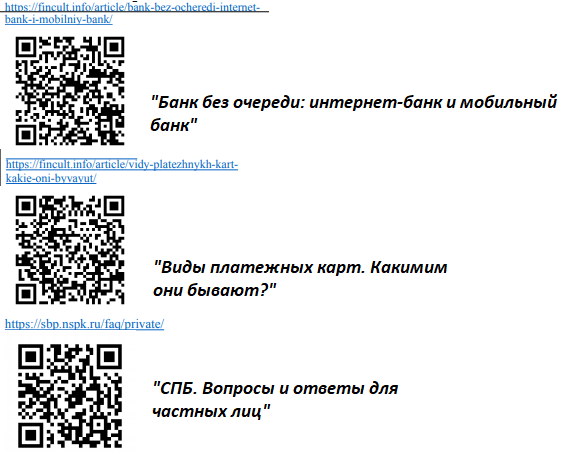 https://fincult.info/article/bank-bez-ocheredi-internet-
bank-i-mobilniy-bank/
"Банк без очереди: интернет-банк и мобильный
банк"
https://fincult.info/article/vidy-platezhnykh-kart-
kakie-oni-byvayut/
"Виды платежных карт. Какимим
они бывают?"
https://sbp.nspk.ru/faq/private/
"СПБ. Вопросы и ответы для
частных лиц"